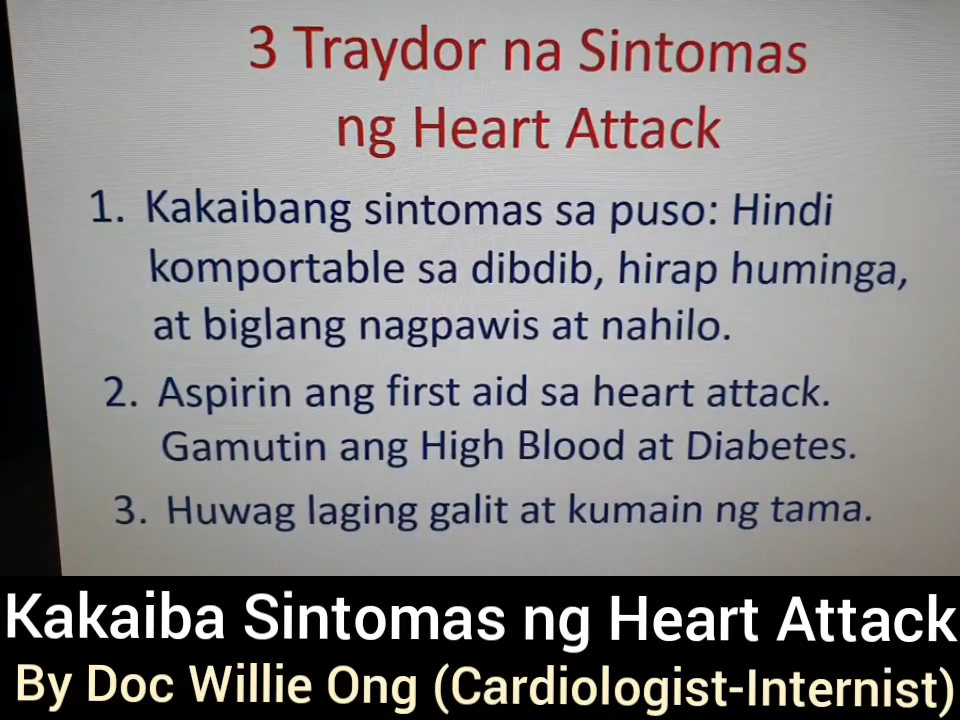 3 Traydor na Sintomas
ng Heart Attack
1. Kakaibang sintomas sa puso: Hindi
komportable sa dibdib, hirap huminga,
at biglang nagpawis at nahilo.
2. Aspirin ang first aid sa heart attack.
Gamutin ang High Blood at Diabetes.
3. Huwag laging galit at kumain ng tama.
Kakaiba Sintomas ng Heart Attack
By Doc Willie Ong (Cardiologist-Internist)